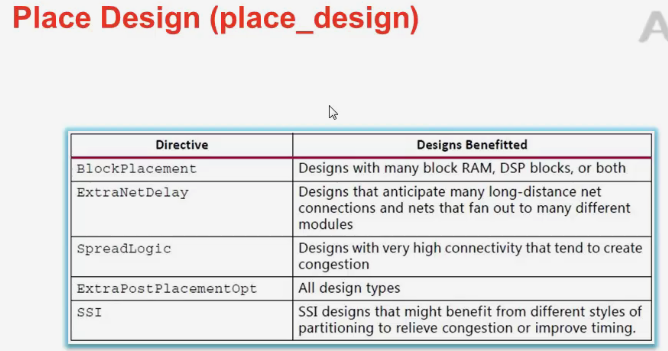 Place Design (place_design)
A
Directive Designs Benefitted
BlockPlacement Designs with many block RAM, DSP blocks, or both
ExtraNetDelay Designs that anticipate many long-distance net
connections and nets that fan out to many different
modules
SpreadLogic Designs with very high connectivity that tend to create
congestion
ExtraPostPlacementOpt All design types
SSI SSI designs that might benefit from different styles of
partitioning to relieve congestion or improve timing.